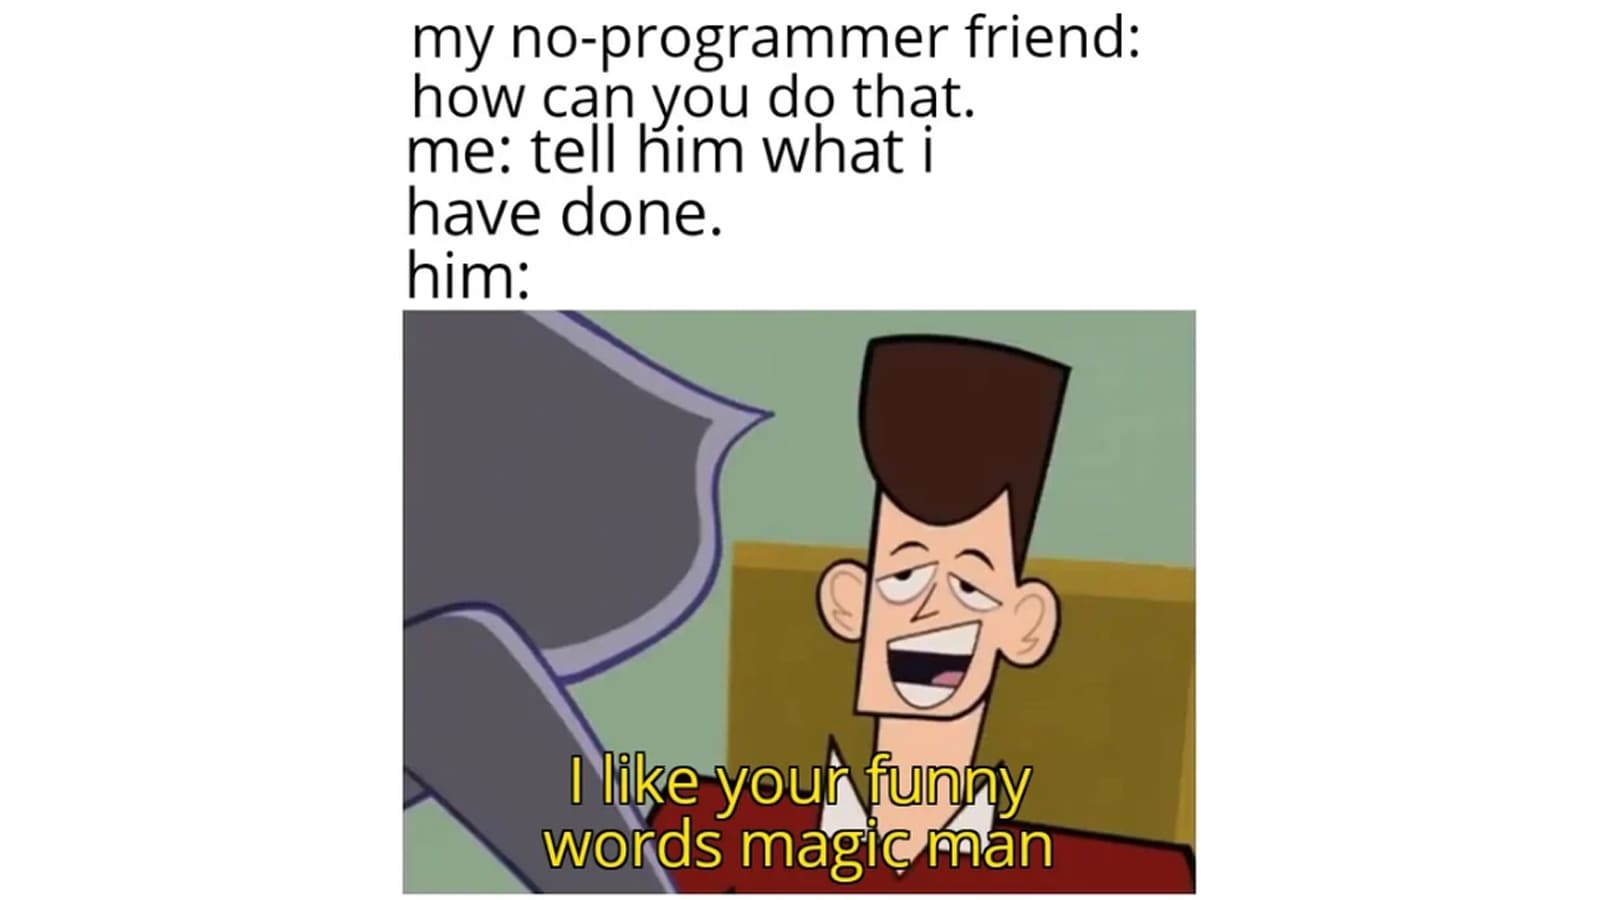 my no-programmer friend:
how can you do that.
me: tell him what i
have done.
him:
I like your funny
words magic man